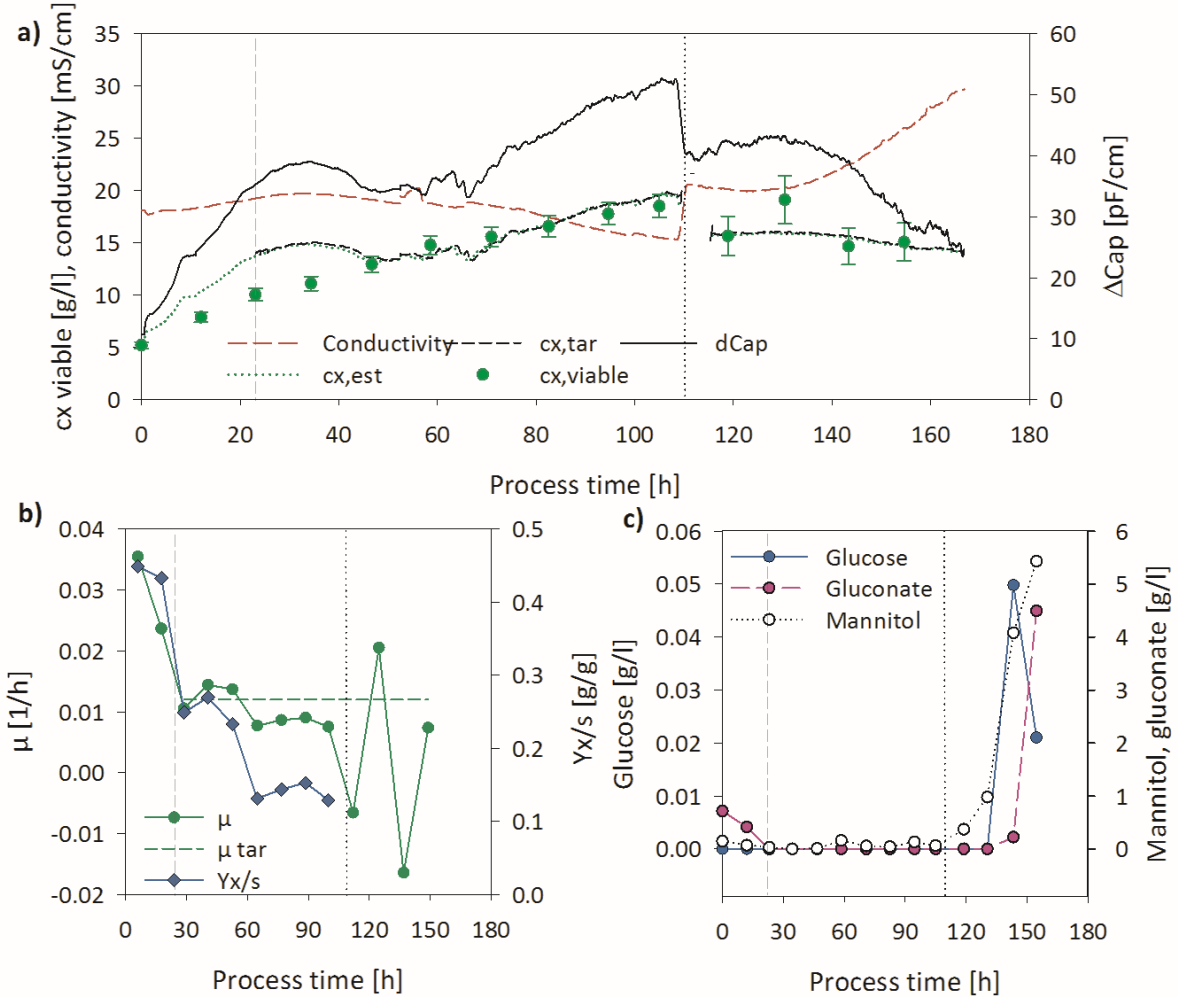 a)
35
30
25
20
15
10
5
0
cx viable [g/l], conductivity [mS/cm]
60
50
40
30
20
10
0
ΔCap [pF/cm]
Conductivity
cx,tar
dCap
cx,est
cx,viable
0 20 40 60 80 100 120 140 160 180
Process time [h]
b)
0.04
0.03
0.02
0.01
0.00
-0.01
-0.02
μ [1/h]
0.5
0.4
0.3
0.2
0.1
0.0
Yx/s [g/g]
μ
μ tar
Yx/s
0 30 60 90 120 150 180
Process time [h]
c)
0.06
0.05
0.04
0.03
0.02
0.01
0.00
Glucose [g/l]
6
5
4
3
2
1
0
Mannitol, gluconate [g/l]
Glucose
Gluconate
Mannitol
0 30 60 90 120 150 180
Process time [h]